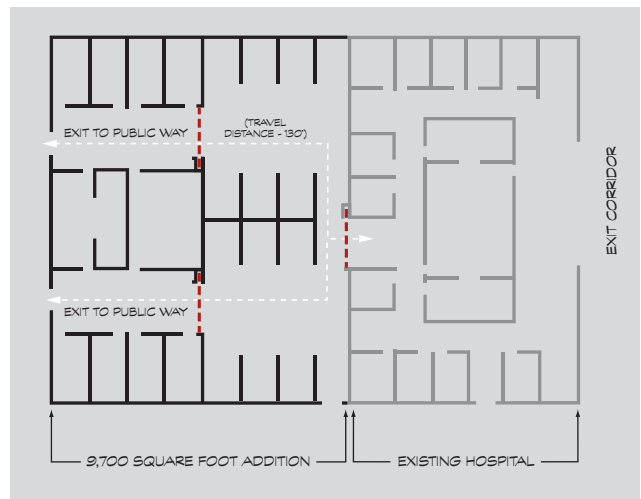 EXIT TO PUBLIC WAY
(TRAVEL
DISTANCE - 130')
EXIT CORRIDOR
EXIT TO PUBLIC WAY
9,700 SQUARE FOOT ADDITION
EXISTING HOSPITAL